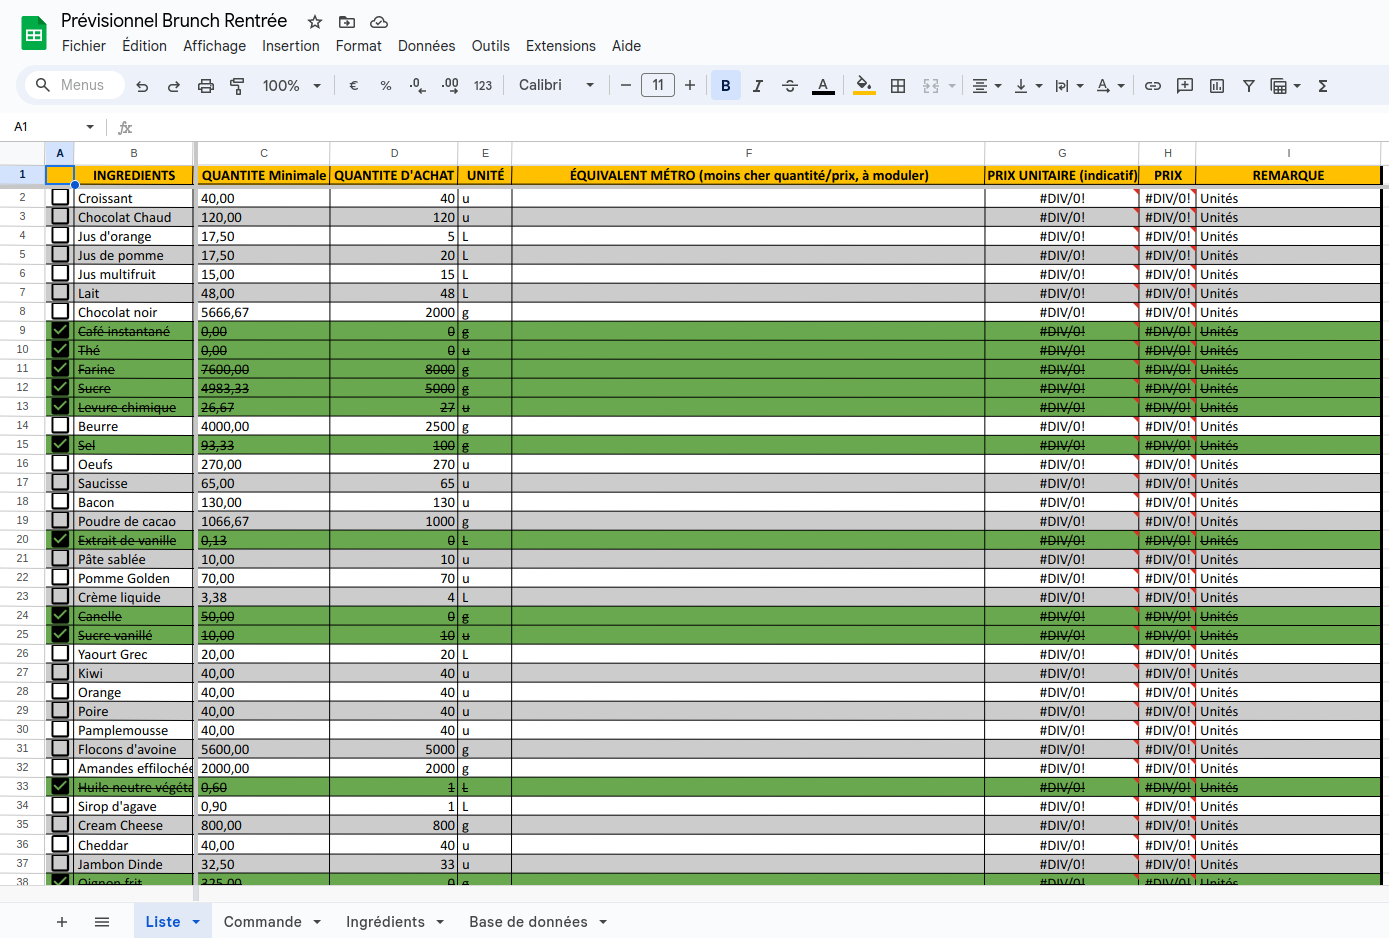 Prévisionnel Brunch Rentrée
Fichier Édition Affichage Insertion Format Données Outils Extensions Aide
Menus 100% € % .0 .00 123 Calibri 11 B I S A A Σ
A1 fx
A B C D E F G H I
1 INGREDIENTS QUANTITE Minimale QUANTITE D'ACHAT UNITÉ ÉQUIVALENT MÉTRO (moins cher quantité/prix, à moduler) PRIX UNITAIRE (indicatif) PRIX REMARQUE
2 Croissant 40,00 40 u #DIV/0! #DIV/0! Unités
3 Chocolat Chaud 120,00 120 u #DIV/0! #DIV/0! Unités
4 Jus d'orange 17,50 5 L #DIV/0! #DIV/0! Unités
5 Jus de pomme 17,50 20 L #DIV/0! #DIV/0! Unités
6 Jus multifruit 15,00 15 L #DIV/0! #DIV/0! Unités
7 Lait 48,00 48 L #DIV/0! #DIV/0! Unités
8 Chocolat noir 5666,67 2000 g #DIV/0! #DIV/0! Unités
9 Café instantané 0,00 0 g #DIV/0! #DIV/0! Unités
10 Thé 0,00 0 u #DIV/0! #DIV/0! Unités
11 Farine 7600,00 8000 g #DIV/0! #DIV/0! Unités
12 Sucre 4983,33 5000 g #DIV/0! #DIV/0! Unités
13 Levure chimique 26,67 27 u #DIV/0! #DIV/0! Unités
14 Beurre 4000,00 2500 g #DIV/0! #DIV/0! Unités
15 Sel 93,33 100 g #DIV/0! #DIV/0! Unités
16 Oeufs 270,00 270 u #DIV/0! #DIV/0! Unités
17 Saucisse 65,00 65 u #DIV/0! #DIV/0! Unités
18 Bacon 130,00 130 u #DIV/0! #DIV/0! Unités
19 Poudre de cacao 1066,67 1000 g #DIV/0! #DIV/0! Unités
20 Extrait de vanille 0,13 0 L #DIV/0! #DIV/0! Unités
21 Pâte sablée 10,00 10 u #DIV/0! #DIV/0! Unités
22 Pomme Golden 70,00 70 u #DIV/0! #DIV/0! Unités
23 Crème liquide 3,38 4 L #DIV/0! #DIV/0! Unités
24 Canelle 50,00 0 g #DIV/0! #DIV/0! Unités
25 Sucre vanillé 10,00 10 u #DIV/0! #DIV/0! Unités
26 Yaourt Grec 20,00 20 L #DIV/0! #DIV/0! Unités
27 Kiwi 40,00 40 u #DIV/0! #DIV/0! Unités
28 Orange 40,00 40 u #DIV/0! #DIV/0! Unités
29 Poire 40,00 40 u #DIV/0! #DIV/0! Unités
30 Pamplemousse 40,00 40 u #DIV/0! #DIV/0! Unités
31 Flocons d'avoine 5600,00 5000 g #DIV/0! #DIV/0! Unités
32 Amandes effilochée 2000,00 2000 g #DIV/0! #DIV/0! Unités
33 Huile neutre végéta 0,60 1 L #DIV/0! #DIV/0! Unités
34 Sirop d'agave 0,90 1 L #DIV/0! #DIV/0! Unités
35 Cream Cheese 800,00 800 g #DIV/0! #DIV/0! Unités
36 Cheddar 40,00 40 u #DIV/0! #DIV/0! Unités
37 Jambon Dinde 32,50 33 u #DIV/0! #DIV/0! Unités
38 Oignon frit 325,00 0 g #DIV/0! #DIV/0! Unités
Liste Commande Ingrédients Base de données